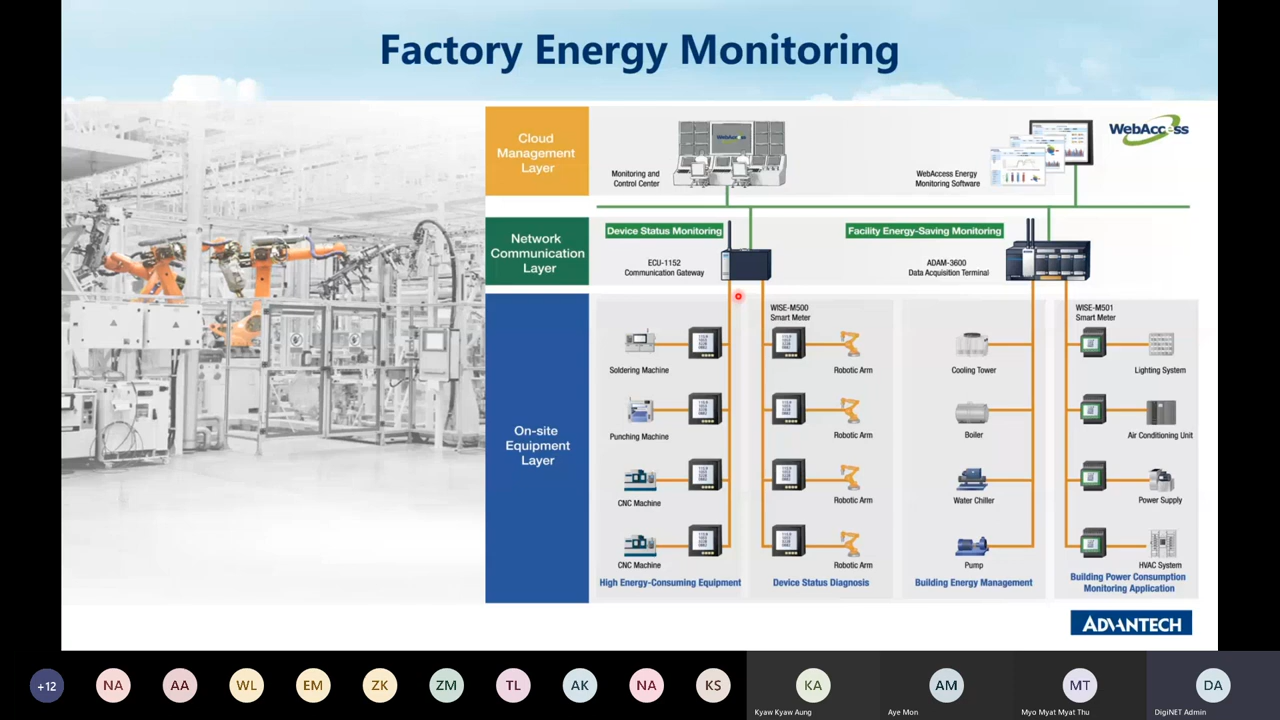 Factory Energy Monitoring
Cloud
Management
Layer
Monitoring and
Control Center
WebAccess
WebAccess Energy
Monitoring Software
WebAccess
Network
Communication
Layer
Device Status Monitoring
ECU-1152
Communication Gateway
Facility Energy-Saving Monitoring
ADAM-3600
Data Acquisition Terminal
On-site
Equipment
Layer
Soldering Machine
Punching Machine
CNC Machine
CNC Machine
High Energy-Consuming Equipment
WISE-M500
Smart Meter
Robotic Arm
Robotic Arm
Robotic Arm
Robotic Arm
Device Status Diagnosis
Cooling Tower
Boiler
Water Chiller
Pump
Building Energy Management
WISE-M501
Smart Meter
Lighting System
Air Conditioning Unit
Power Supply
HVAC System
Building Power Consumption
Monitoring Application
ADVANTECH
+12
NA
AA
WL
EM
ZK
ZM
TL
AK
NA
KS
KA
Kyaw Kyaw Aung
AM
Aye Mon
MT
Myo Myat Myat Thu
DA
DigiNET Admin